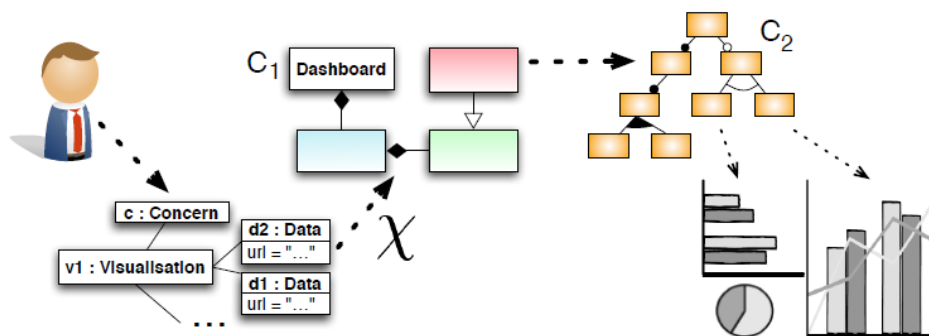 C1
Dashboard
C2
c : Concern
v1 : Visualisation
d2 : Data
url = "..."
d1 : Data
url = "..."
χ
...